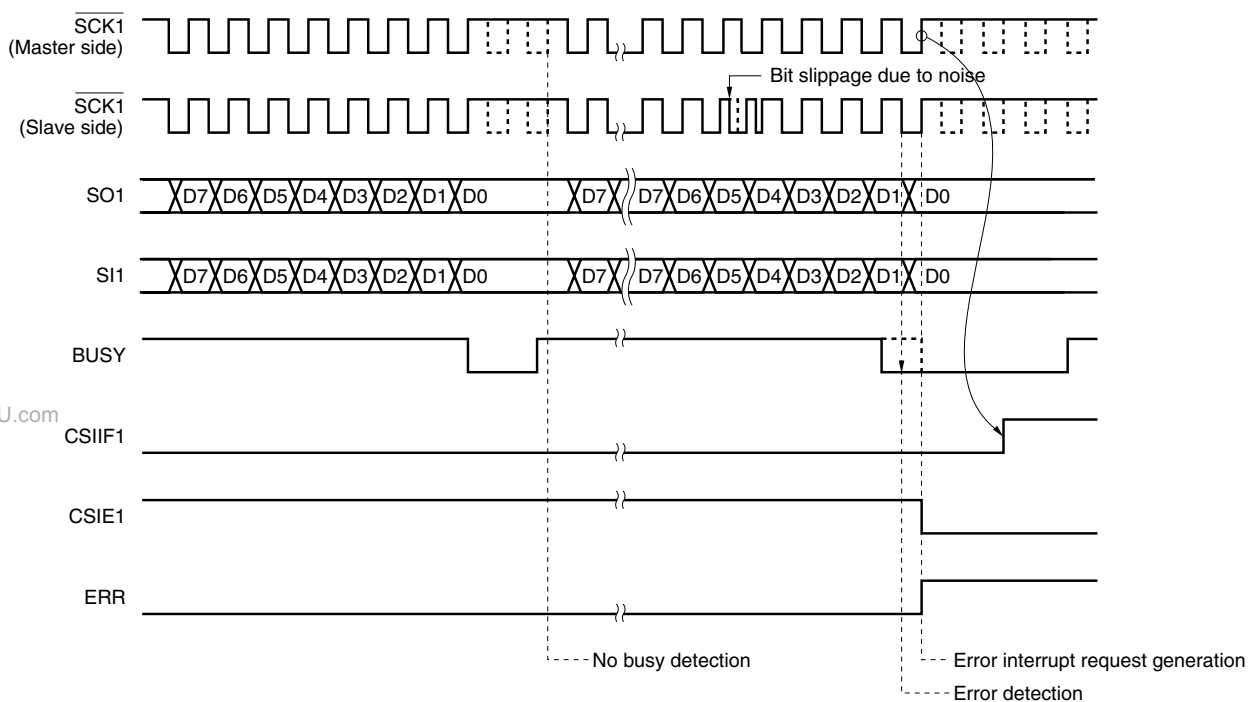 SCK1
(Master side)
Bit slippage due to noise
SCK1
(Slave side)
SO1
D7 D6 D5 D4 D3 D2 D1 D0 D7 D7 D6 D5 D4 D3 D2 D1 D0
SI1
D7 D6 D5 D4 D3 D2 D1 D0 D7 D7 D6 D5 D4 D3 D2 D1 D0
BUSY
U.com
CSIIF1
CSIE1
ERR
No busy detection
Error interrupt request generation
Error detection